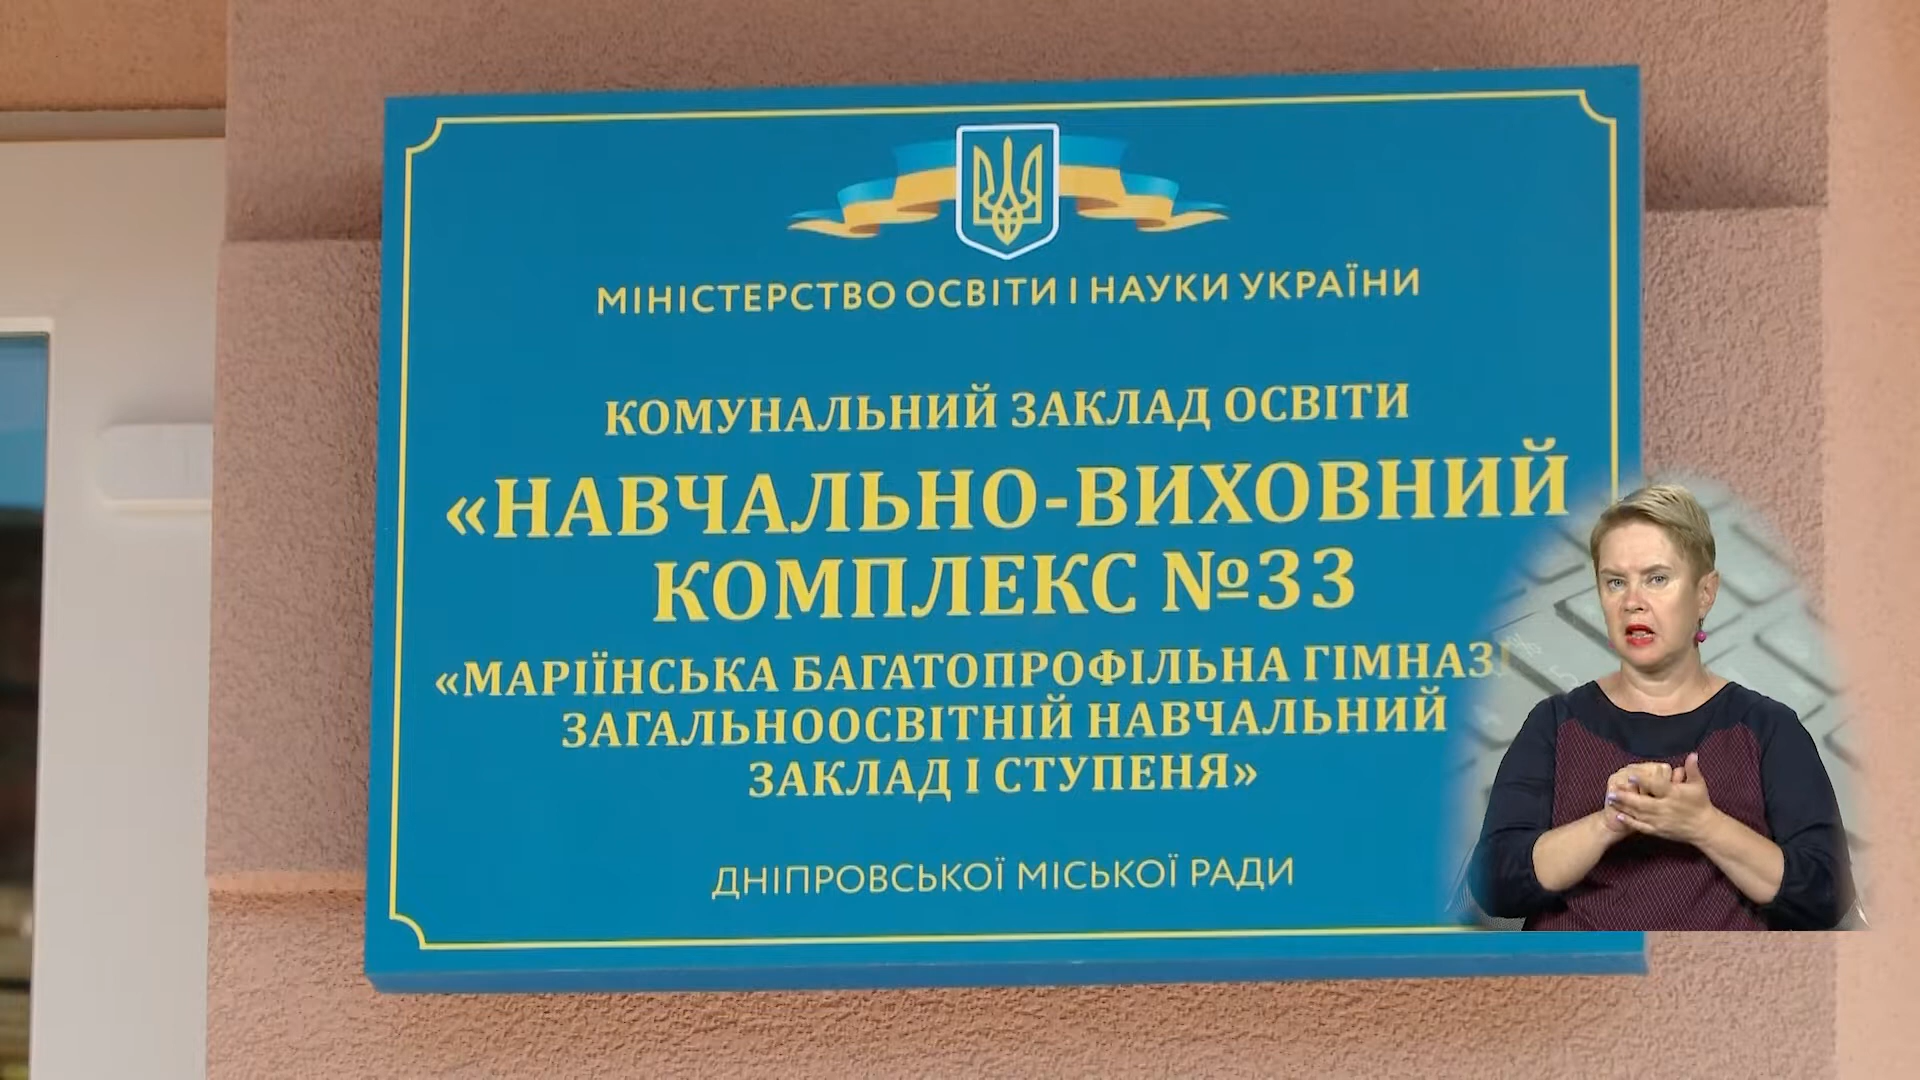 МІНІСТЕРСТВО ОСВІТИ І НАУКИ УКРАЇНИ
КОМУНАЛЬНИЙ ЗАКЛАД ОСВІТИ
«НАВЧАЛЬНО-ВИХОВНИЙ
КОМПЛЕКС №33
«МАРІЇНСЬКА БАГАТОПРОФІЛЬНА
ЗАГАЛЬНООСВІТНІЙ НАВЧАЛЬНИЙ
ЗАКЛАД І СТУПЕНЯ»
ДНІПРОВСЬКОЇ МІСЬКОЇ РАДИ